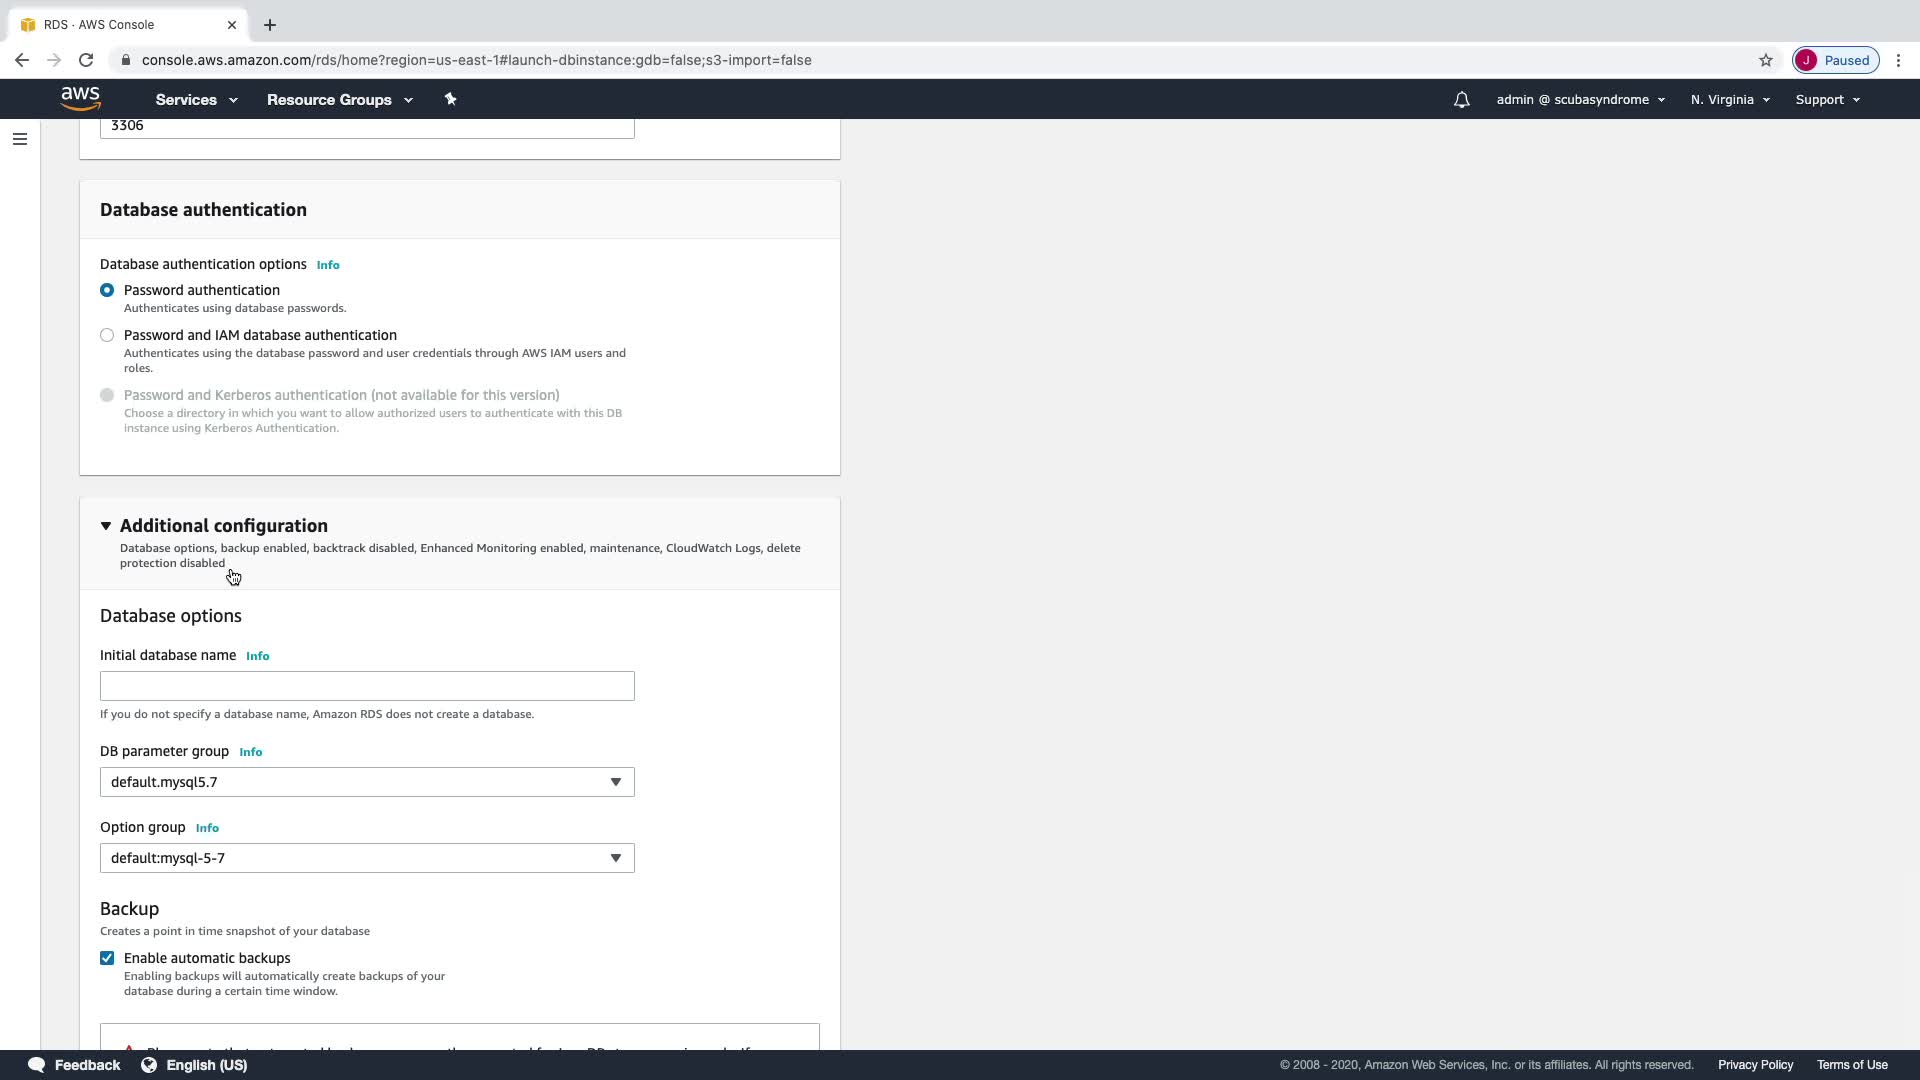 RDS · AWS Console
console.aws.amazon.com/rds/home?region=us-east-1#launch-dbinstance:gdb=false;s3-import=false
J Paused
aws Services Resource Groups admin @ scubasyndrome N. Virginia Support
3306
Database authentication
Database authentication options Info
Password authentication
Authenticates using database passwords.
Password and IAM database authentication
Authenticates using the database password and user credentials through AWS IAM users and
roles.
Password and Kerberos authentication (not available for this version)
Choose a directory in which you want to allow authorized users to authenticate with this DB
instance using Kerberos Authentication.
Additional configuration
Database options, backup enabled, backtrack disabled, Enhanced Monitoring enabled, maintenance, CloudWatch Logs, delete
protection disabled
Database options
Initial database name Info
If you do not specify a database name, Amazon RDS does not create a database.
DB parameter group Info
default.mysql5.7
Option group Info
default:mysql-5-7
Backup
Creates a point in time snapshot of your database
Enable automatic backups
Enabling backups will automatically create backups of your
database during a certain time window.
Feedback English (US) © 2008 - 2020, Amazon Web Services, Inc. or its affiliates. All rights reserved. Privacy Policy Terms of Use